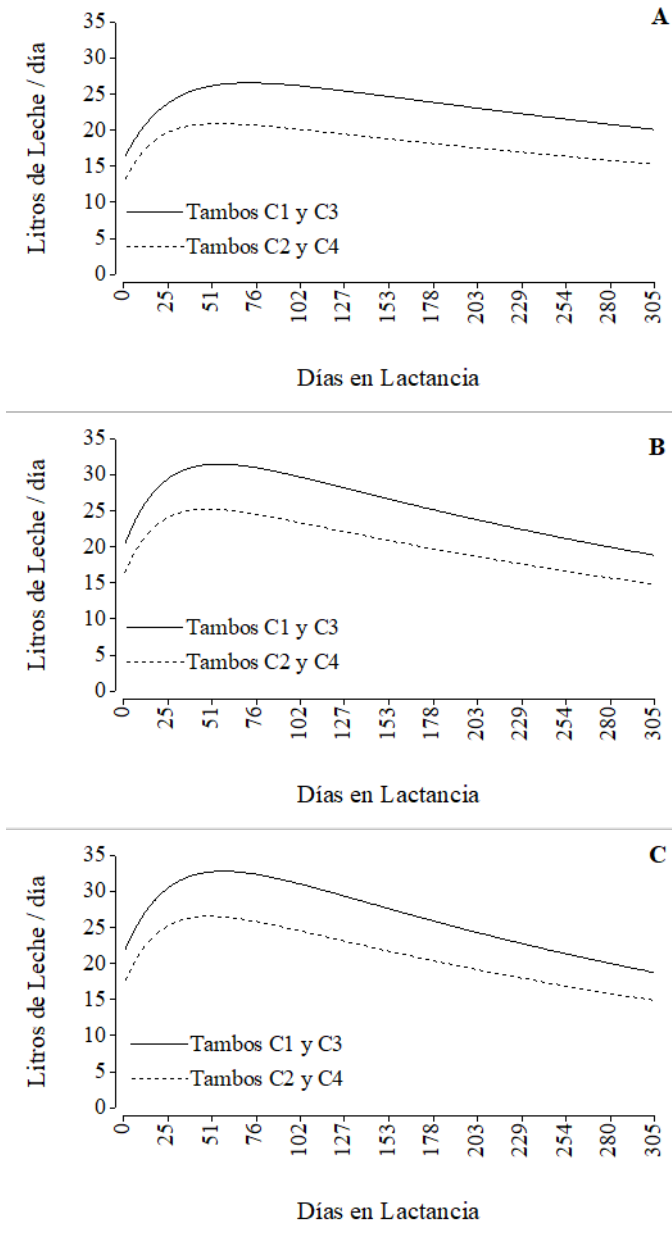 A
35
30
25
20
15
10
5
0
Litros de Leche / día
Tambos C1 y C3
Tambos C2 y C4
0 25 51 76 102 127 153 178 203 229 254 280 305
Días en Lactancia
B
35
30
25
20
15
10
5
0
Litros de Leche / día
Tambos C1 y C3
Tambos C2 y C4
0 25 51 76 102 127 153 178 203 229 254 280 305
Días en Lactancia
C
35
30
25
20
15
10
5
0
Litros de Leche / día
Tambos C1 y C3
Tambos C2 y C4
0 25 51 76 102 127 153 178 203 229 254 280 305
Días en Lactancia